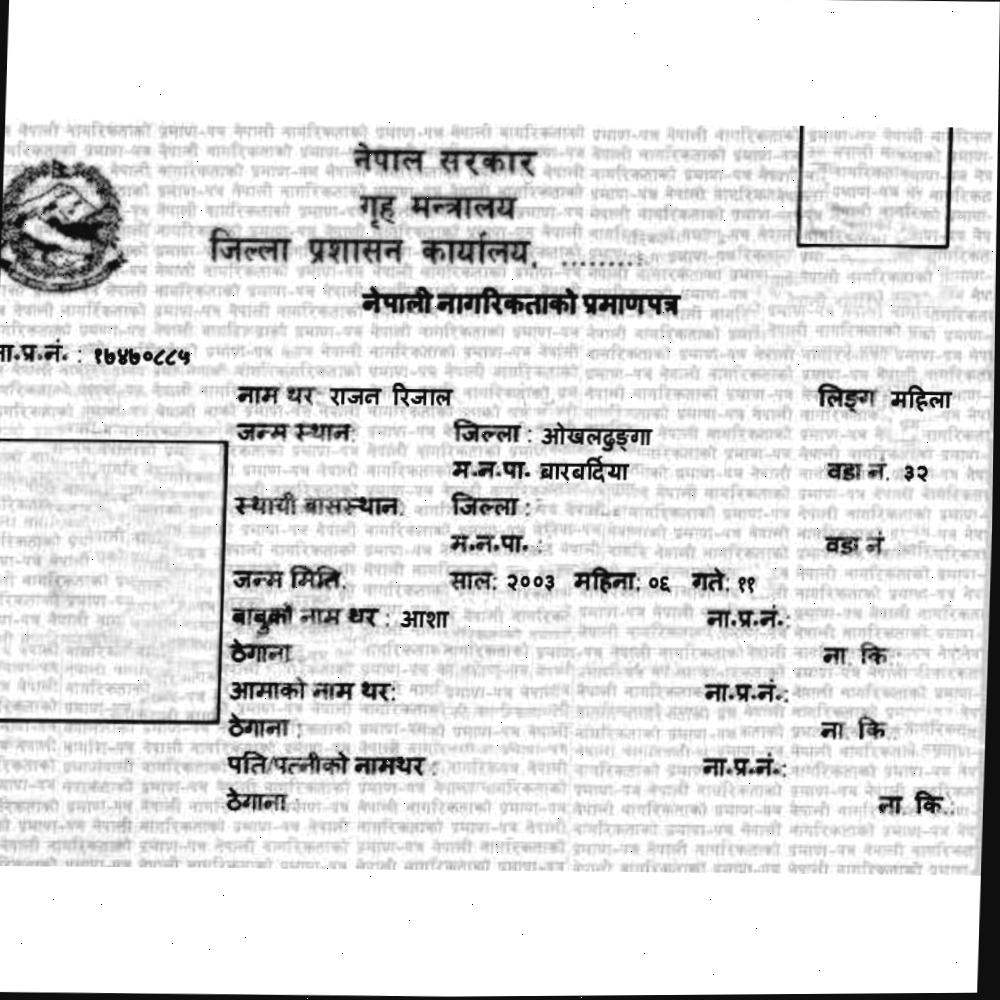 नेपाल सरकार
गृह मन्त्रालय
जिल्ला प्रशासन कार्यालय, ..........
नेपाली नागरिकताको प्रमाणपत्र
ना.प्र.नं. : १७४७०८८५
नाम थर: राजन रिजाल लिङ्ग महिला
जन्म स्थान: जिल्ला : ओखलढुङ्गा
म.न.पा. बारबर्दिया वडा नं. ३२
स्थायी बासस्थान: जिल्ला :
म.न.पा. : वडा नं
जन्म मिति: साल: २००३ महिना: ०६ गते: ११
बाबुको नाम थर : आशा ना.प्र.नं.:
ठेगाना ना. कि.:
आमाको नाम थर: ना.प्र.नं.:
ठेगाना : ना. कि.
पति/पत्नीको नामथर : ना.प्र.नं.:
ठेगाना : ना. कि.: